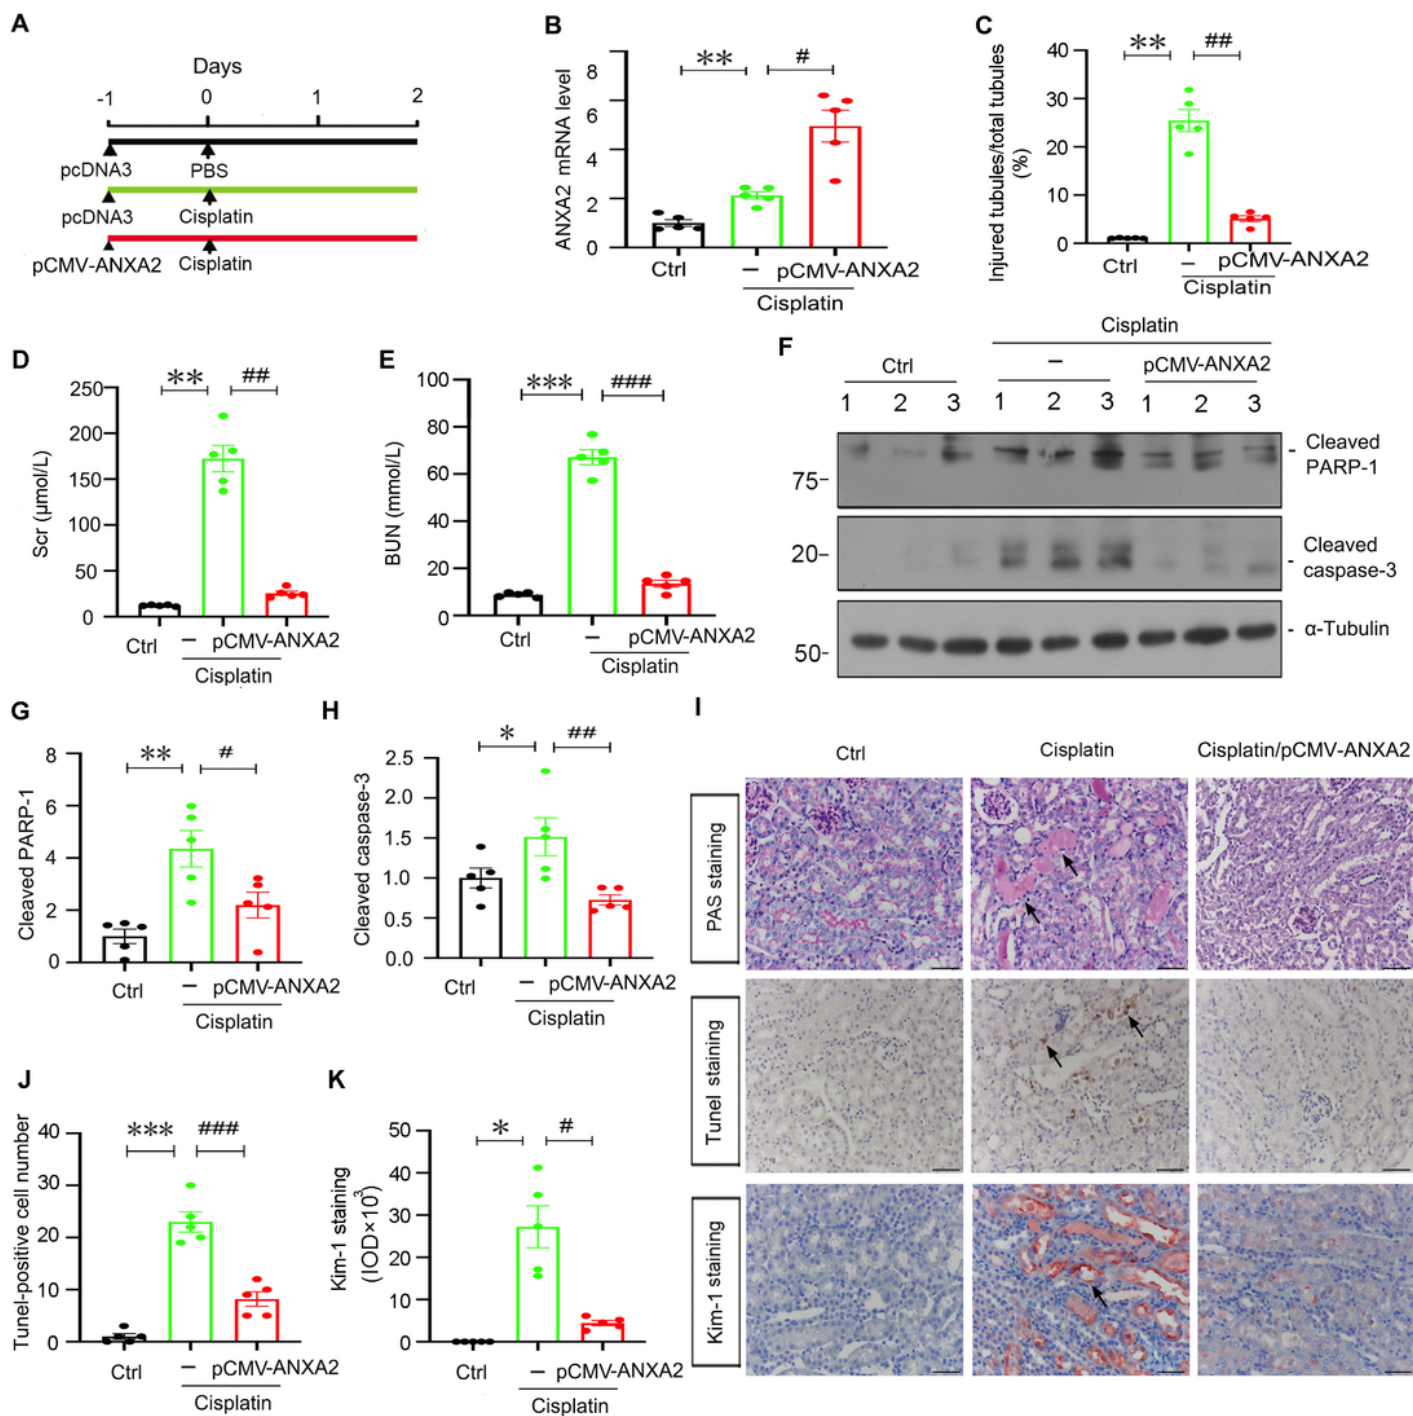 A
Days
-1 0 1 2
pcDNA3 PBS
pcDNA3 Cisplatin
pCMV-ANXA2 Cisplatin
B
ANXA2 mRNA level
8
6
4
2
0
** #
Ctrl – pCMV-ANXA2
Cisplatin
C
Injured tubules/total tubules
(%)
40
30
20
10
0
** ##
Ctrl – pCMV-ANXA2
Cisplatin
D
Scr (μmol/L)
250
200
150
100
50
0
** ##
Ctrl – pCMV-ANXA2
Cisplatin
E
BUN (mmol/L)
100
80
60
40
20
0
*** ###
Ctrl – pCMV-ANXA2
Cisplatin
F
Cisplatin
Ctrl – pCMV-ANXA2
1 2 3 1 2 3 1 2 3
75-
- Cleaved
PARP-1
20-
- Cleaved
caspase-3
50-
- α-Tubulin
G
Cleaved PARP-1
8
6
4
2
0
** #
Ctrl – pCMV-ANXA2
Cisplatin
H
Cleaved caspase-3
2.5
2.0
1.5
1.0
0.5
0.0
* ##
Ctrl – pCMV-ANXA2
Cisplatin
I
Ctrl Cisplatin Cisplatin/pCMV-ANXA2
PAS staining
Tunel staining
Kim-1 staining
J
Tunel-positive cell number
40
30
20
10
0
*** ###
Ctrl – pCMV-ANXA2
Cisplatin
K
Kim-1 staining
(IOD×10³)
50
40
30
20
10
0
* #
Ctrl – pCMV-ANXA2
Cisplatin